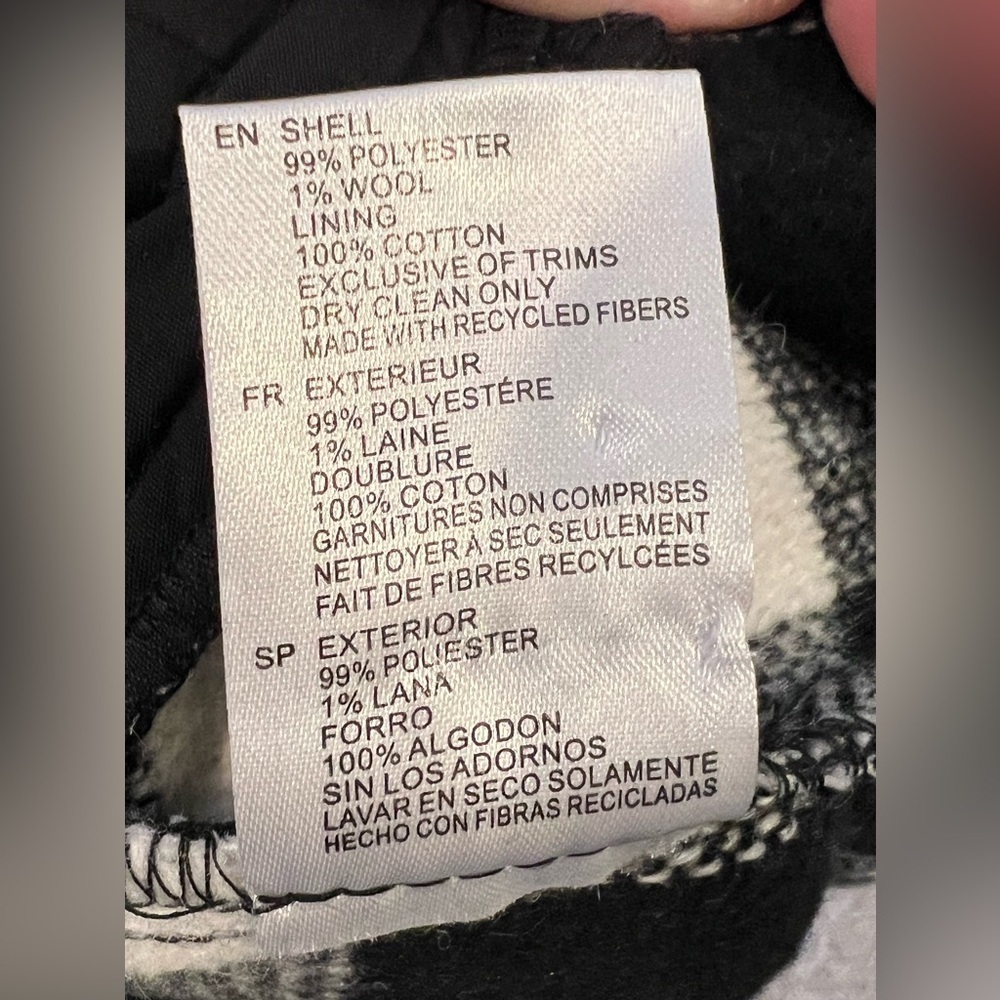 EN SHELL
99% POLYESTER
1% WOOL
LINING
100% COTTON
EXCLUSIVE OF TRIMS
DRY CLEAN ONLY
MADE WITH RECYCLED FIBERS
FR EXTERIEUR
99% POLYESTÉRE
1% LAINE
DOUBLURE
100% COTON
GARNITURES NON COMPRISES
NETTOYER À SEC SEULEMENT
FAIT DE FIBRES RECYLCÉES
SP EXTERIOR
99% POLIESTER
1% LANA
FORRO
100% ALGODON
SIN LOS ADORNOS
LAVAR EN SECO SOLAMENTE
HECHO CON FIBRAS RECICLADAS